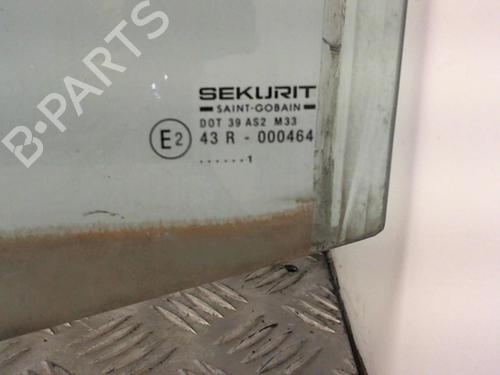 B-PARTS
SEKURIT
SAINT-GOBAIN
DOT 39 AS2 M33
E2 43 R - 000464
......1